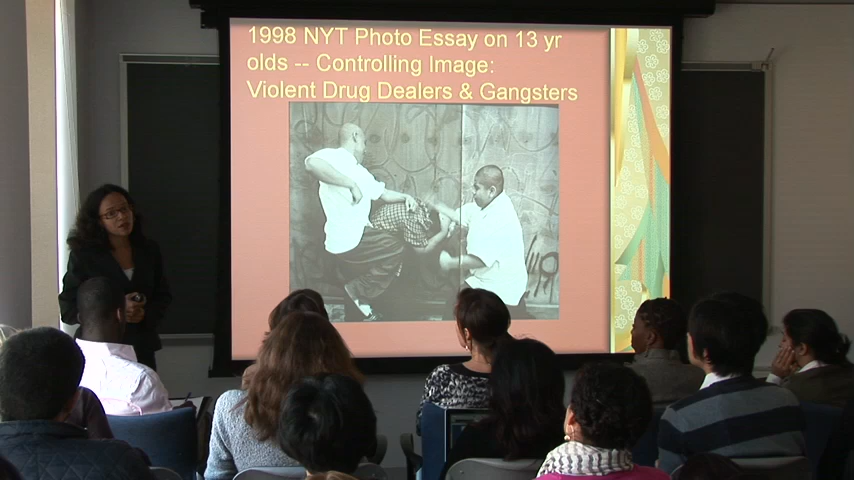 1998 NYT Photo Essay on 13 yr
olds -- Controlling Image:
Violent Drug Dealers & Gangsters